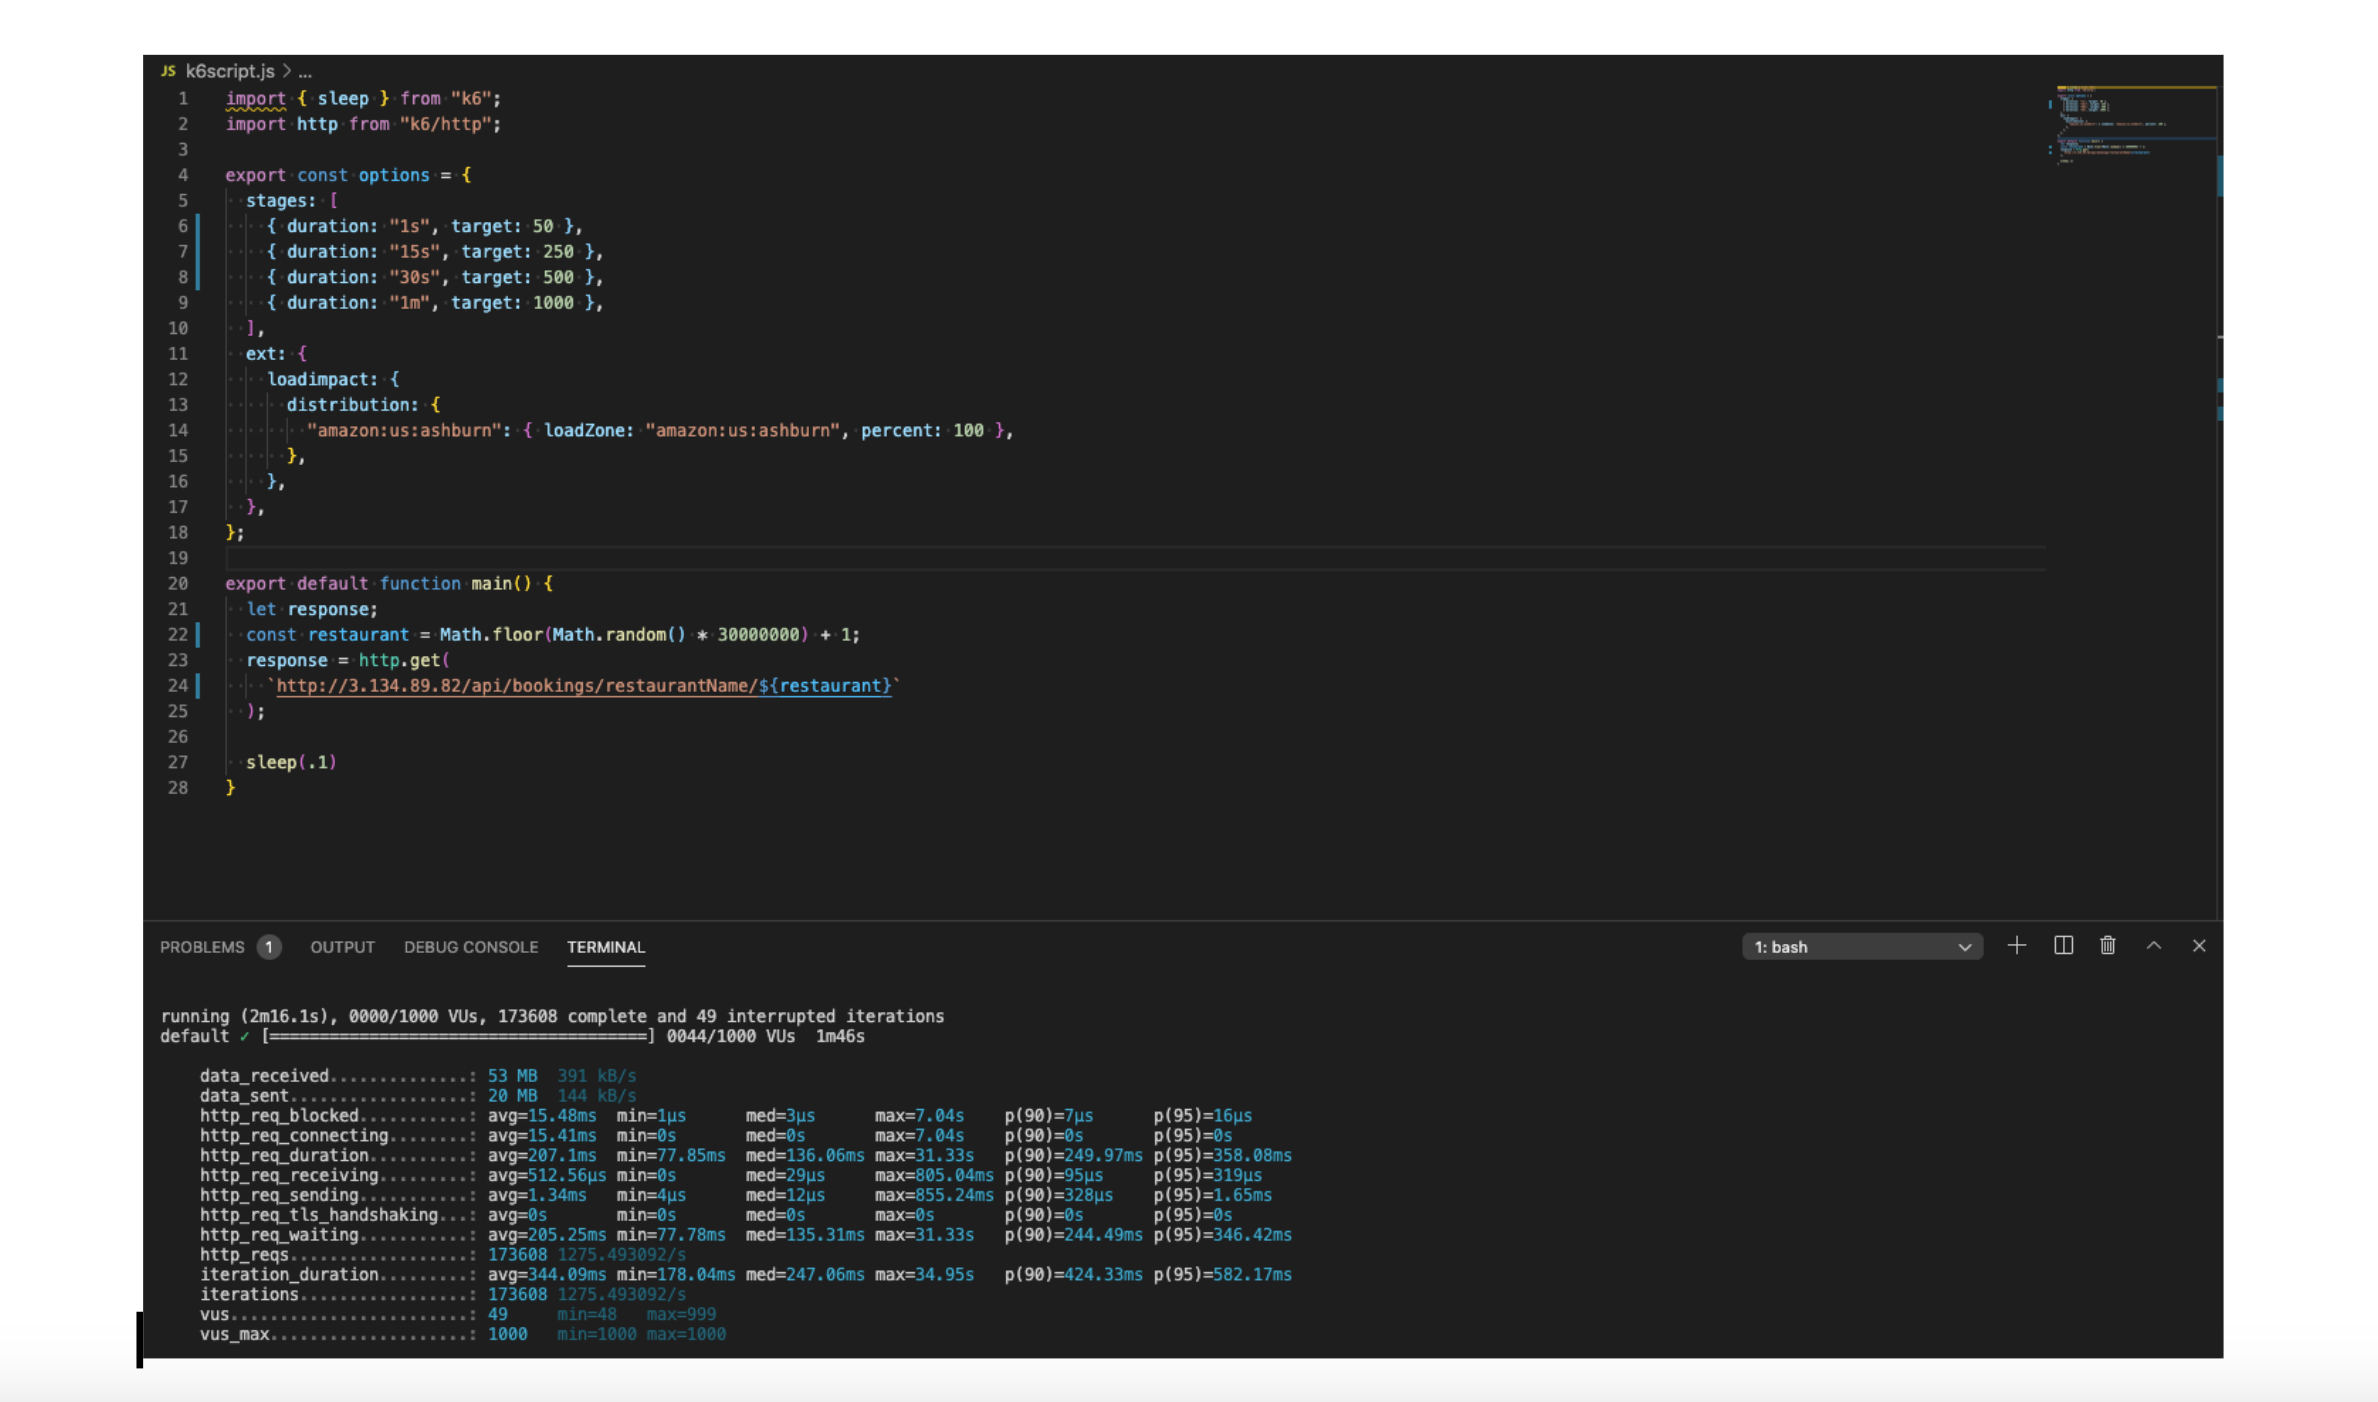 JS k6script.js > ...
1 import { sleep } from "k6";
2 import http from "k6/http";
3
4 export const options = {
5 stages: [
6 { duration: "1s", target: 50 },
7 { duration: "15s", target: 250 },
8 { duration: "30s", target: 500 },
9 { duration: "1m", target: 1000 },
10 ],
11 ext: {
12 loadimpact: {
13 distribution: {
14 "amazon:us:ashburn": { loadZone: "amazon:us:ashburn", percent: 100 },
15 },
16 },
17 },
18 };
19
20 export default function main() {
21 let response;
22 const restaurant = Math.floor(Math.random() * 30000000) + 1;
23 response = http.get(
24 `http://3.134.89.82/api/bookings/restaurantName/${restaurant}`
25 );
26
27 sleep(.1)
28 }
PROBLEMS 1 OUTPUT DEBUG CONSOLE TERMINAL 1: bash
running (2m16.1s), 0000/1000 VUs, 173608 complete and 49 interrupted iterations
default ✓ [======================================] 0044/1000 VUs 1m46s
data_received..............: 53 MB 391 kB/s
data_sent..................: 20 MB 144 kB/s
http_req_blocked...........: avg=15.48ms min=1µs med=3µs max=7.04s p(90)=7µs p(95)=16µs
http_req_connecting........: avg=15.41ms min=0s med=0s max=7.04s p(90)=0s p(95)=0s
http_req_duration..........: avg=207.1ms min=77.85ms med=136.06ms max=31.33s p(90)=249.97ms p(95)=358.08ms
http_req_receiving.........: avg=512.56µs min=0s med=29µs max=805.04ms p(90)=95µs p(95)=319µs
http_req_sending...........: avg=1.34ms min=4µs med=12µs max=855.24ms p(90)=328µs p(95)=1.65ms
http_req_tls_handshaking...: avg=0s min=0s med=0s max=0s p(90)=0s p(95)=0s
http_req_waiting...........: avg=205.25ms min=77.78ms med=135.31ms max=31.33s p(90)=244.49ms p(95)=346.42ms
http_reqs..................: 173608 1275.493092/s
iteration_duration.........: avg=344.09ms min=178.04ms med=247.06ms max=34.95s p(90)=424.33ms p(95)=582.17ms
iterations.................: 173608 1275.493092/s
vus........................: 49 min=48 max=999
vus_max....................: 1000 min=1000 max=1000